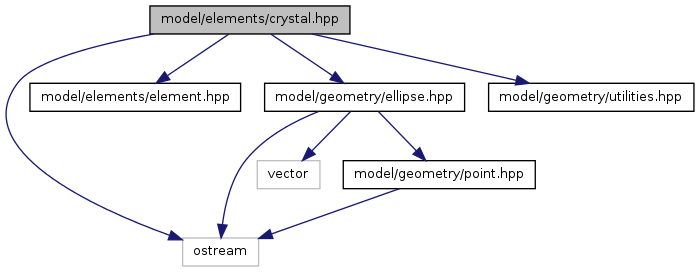 model/elements/crystal.hpp
model/elements/element.hpp
model/geometry/ellipse.hpp
model/geometry/utilities.hpp
vector
model/geometry/point.hpp
ostream